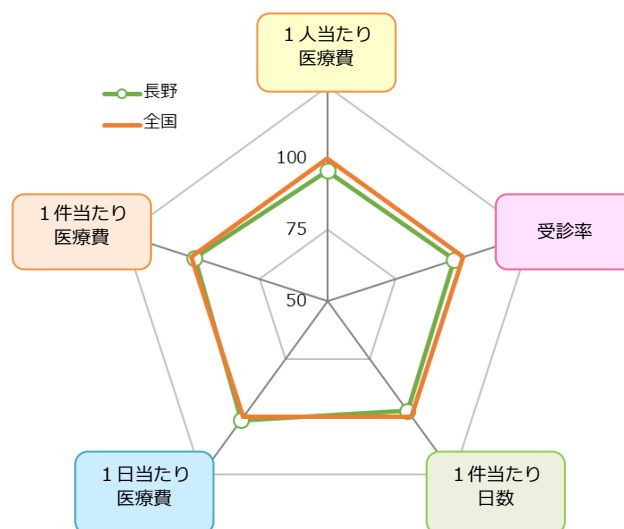 １人当たり
医療費
長野
全国
100
１件当たり
医療費
受診率
75
50
１日当たり
医療費
１件当たり
日数